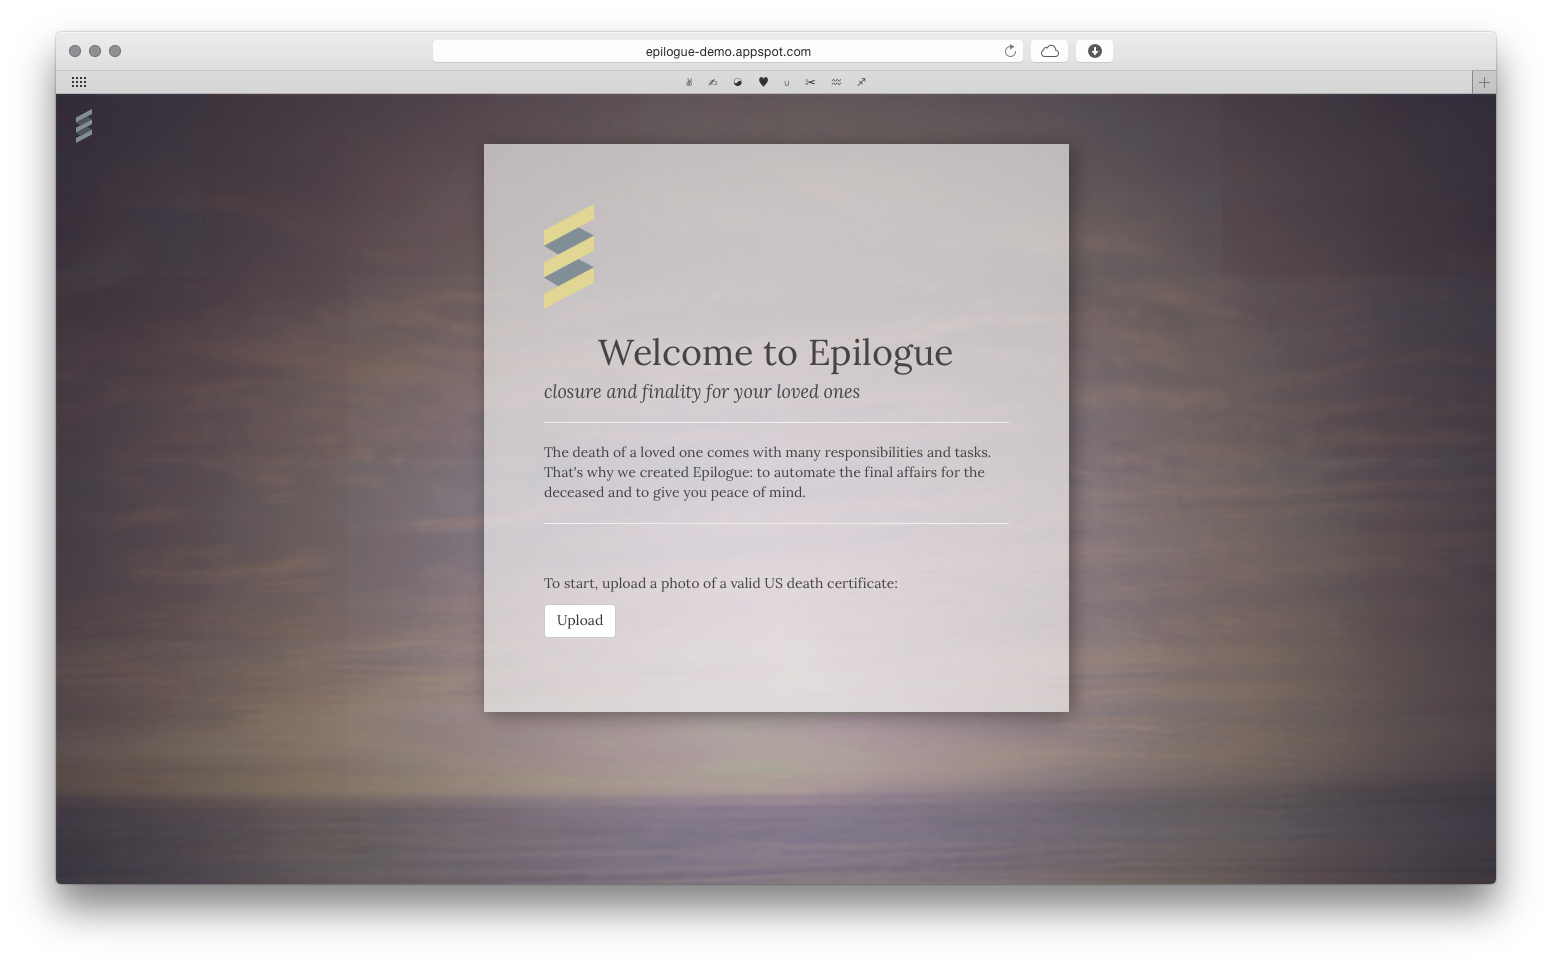 epilogue-demo.appspot.com
✌ ✍ ☯ ♥ ∪ ✂ ♒ ♐
Welcome to Epilogue
closure and finality for your loved ones
The death of a loved one comes with many responsibilities and tasks.
That's why we created Epilogue: to automate the final affairs for the
deceased and to give you peace of mind.
To start, upload a photo of a valid US death certificate:
Upload